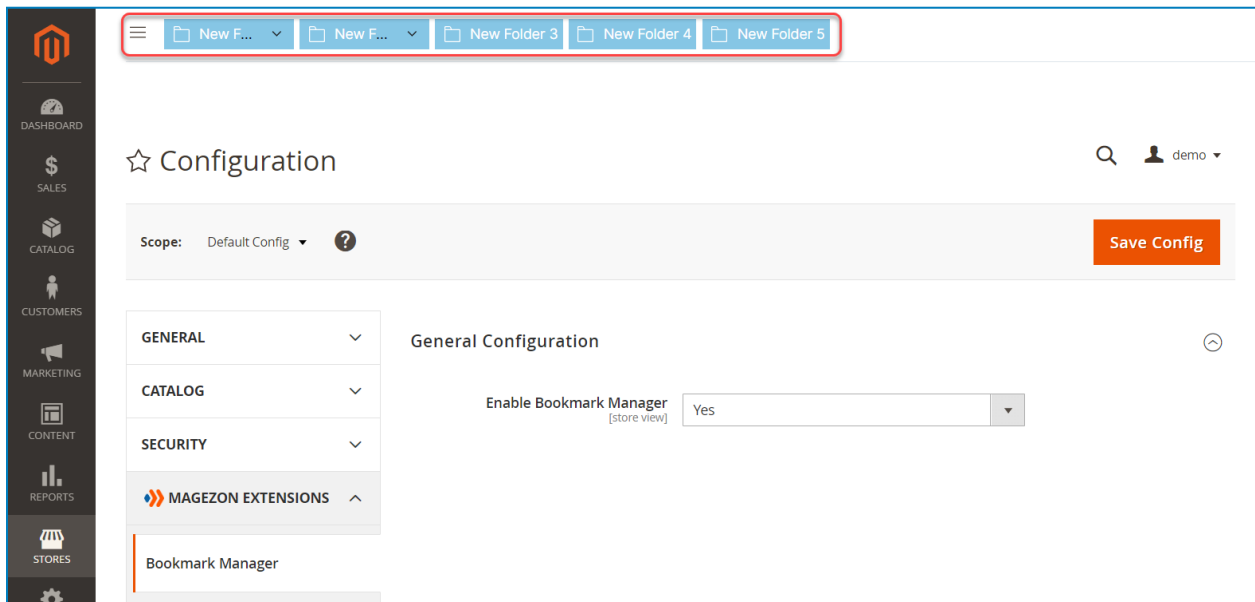 New F... New F... New Folder 3 New Folder 4 New Folder 5
DASHBOARD
SALES
CATALOG
CUSTOMERS
MARKETING
CONTENT
REPORTS
STORES
Configuration
demo
Scope: Default Config ?
Save Config
GENERAL
CATALOG
SECURITY
MAGEZON EXTENSIONS
Bookmark Manager
General Configuration
Enable Bookmark Manager Yes
[store view]